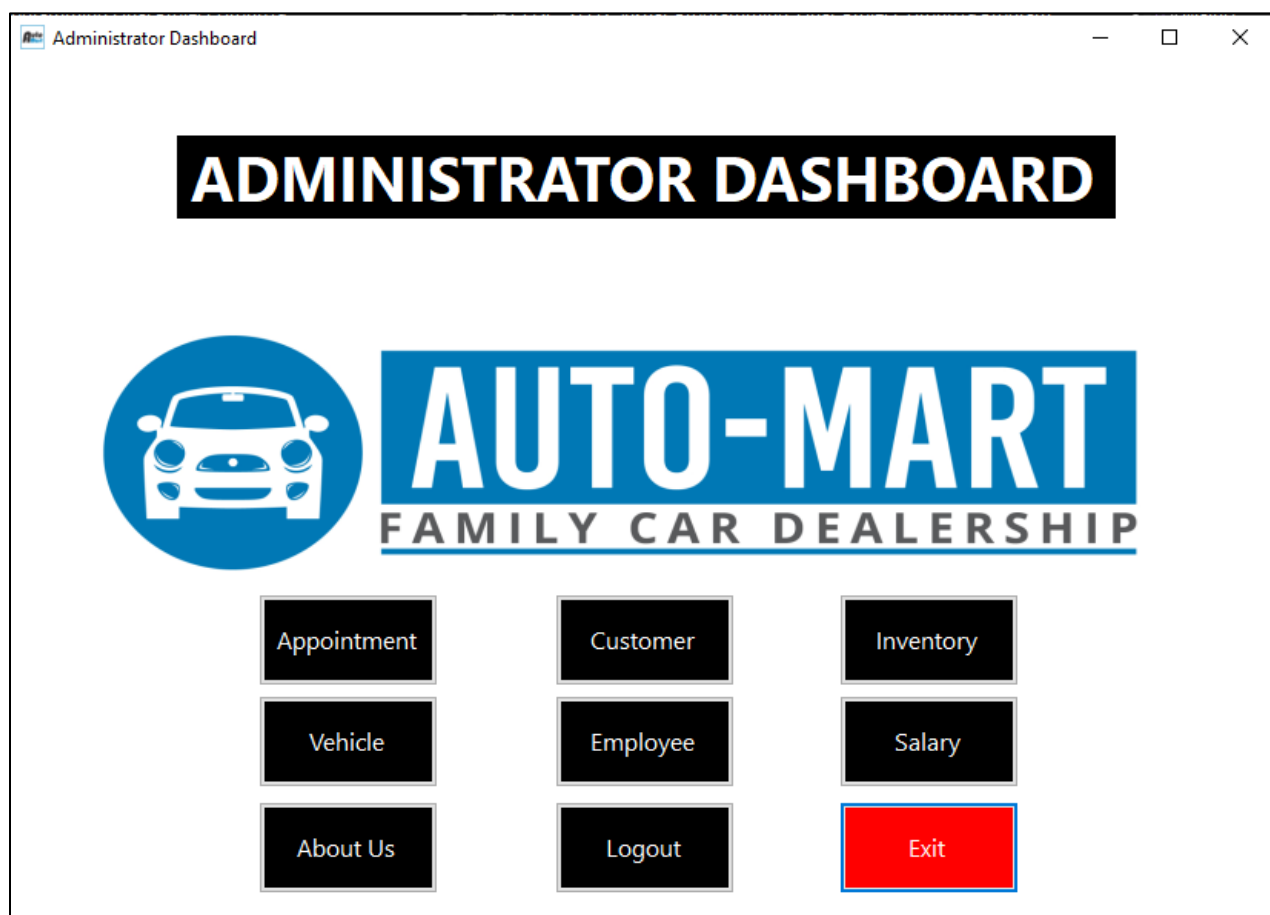 Administrator Dashboard
ADMINISTRATOR DASHBOARD
AUTO-MART
FAMILY CAR DEALERSHIP
Appointment
Customer
Inventory
Vehicle
Employee
Salary
About Us
Logout
Exit